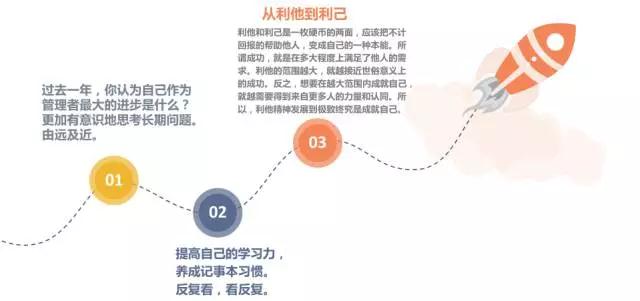 从利他到利己
利他和利己是一枚硬币的两面，应该把不计
回报的帮助他人，变成自己的一种本能。所
谓成功，就是在多大程度上满足了他人的需
求。利他的范围越大，就越接近世俗意义上
的成功。反之，想要在越大范围内成就自己，
就越需要得到来自更多人的力量和认同。所
以，利他精神发展到极致终究是成就自己。
过去一年，你认为自己作为
管理者最大的进步是什么？
更加有意识地思考长期问题。
由远及近。
01
02
03
提高自己的学习力，
养成记事本习惯。
反复看，看反复。